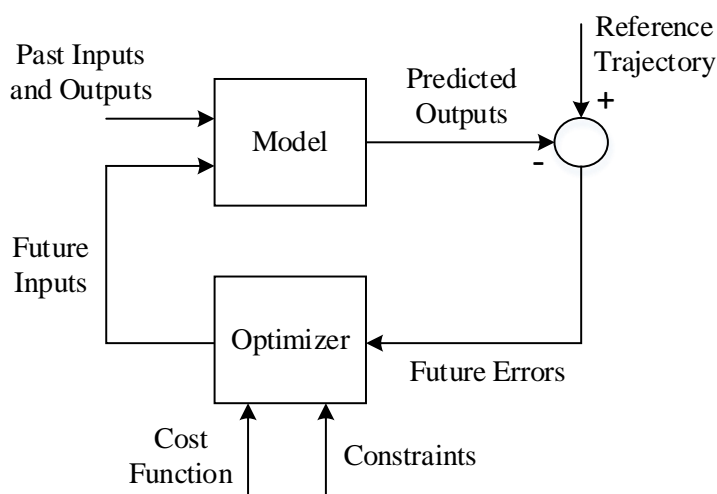 Reference
Trajectory
Past Inputs
and Outputs
Predicted
Outputs
+
-
Model
Future
Inputs
Optimizer
Future Errors
Cost
Function
Constraints